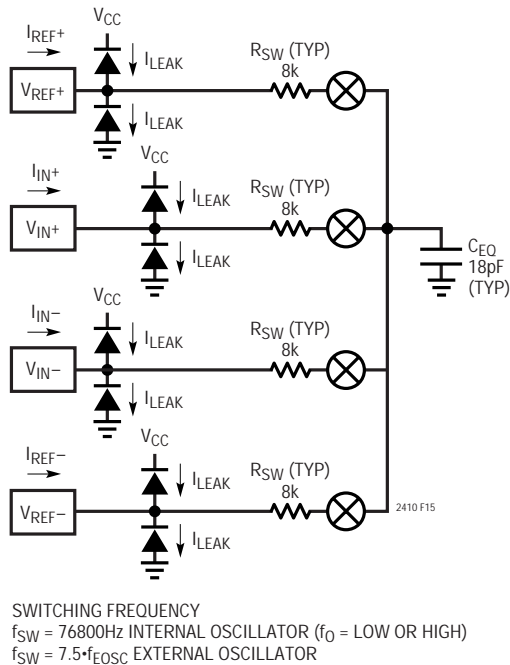 VCC
IREF+
VREF+
ILEAK
ILEAK
RSW (TYP)
8k
VCC
IIN+
VIN+
ILEAK
ILEAK
RSW (TYP)
8k
CEQ
18pF
(TYP)
VCC
IIN−
VIN−
ILEAK
ILEAK
RSW (TYP)
8k
VCC
IREF−
VREF−
ILEAK
ILEAK
RSW (TYP)
8k
2410 F15
SWITCHING FREQUENCY
fSW = 76800Hz INTERNAL OSCILLATOR (fO = LOW OR HIGH)
fSW = 7.5•fEOSC EXTERNAL OSCILLATOR